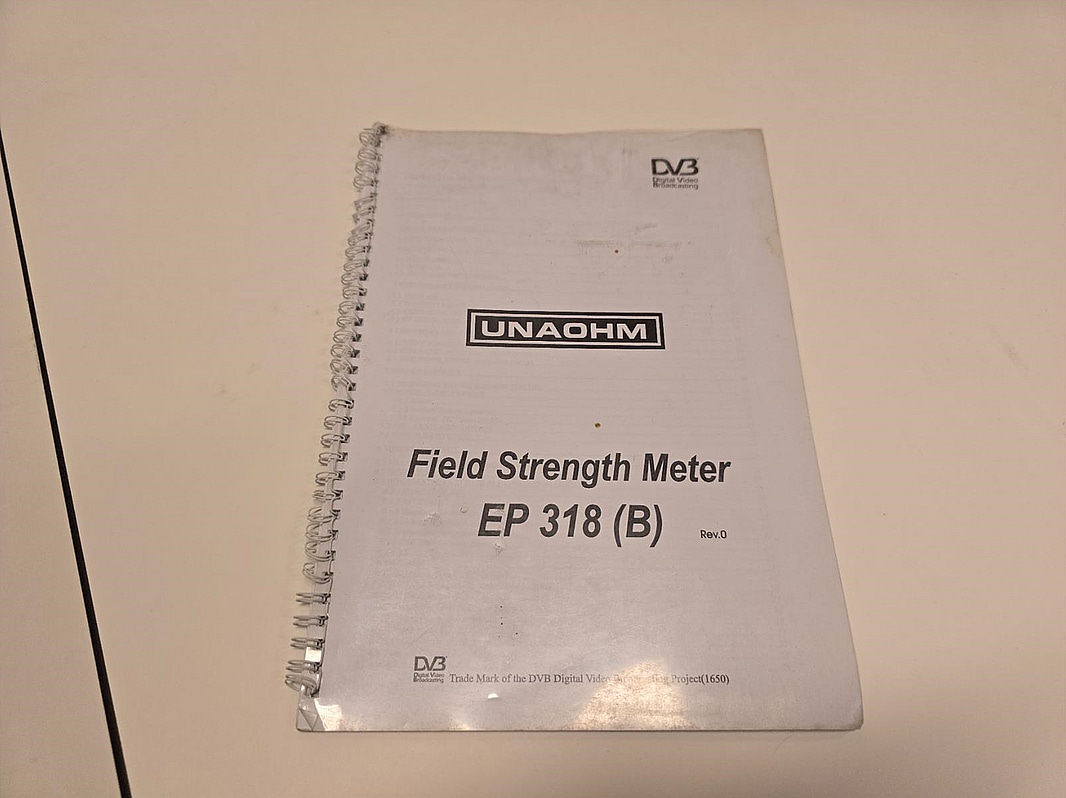 DVB
Digital Video
Broadcasting
UNAOHM
Field Strength Meter
EP 318 (B)
Rev.0
DVB
Digital Video
Broadcasting
Trade Mark of the DVB Digital Video Project(1650)